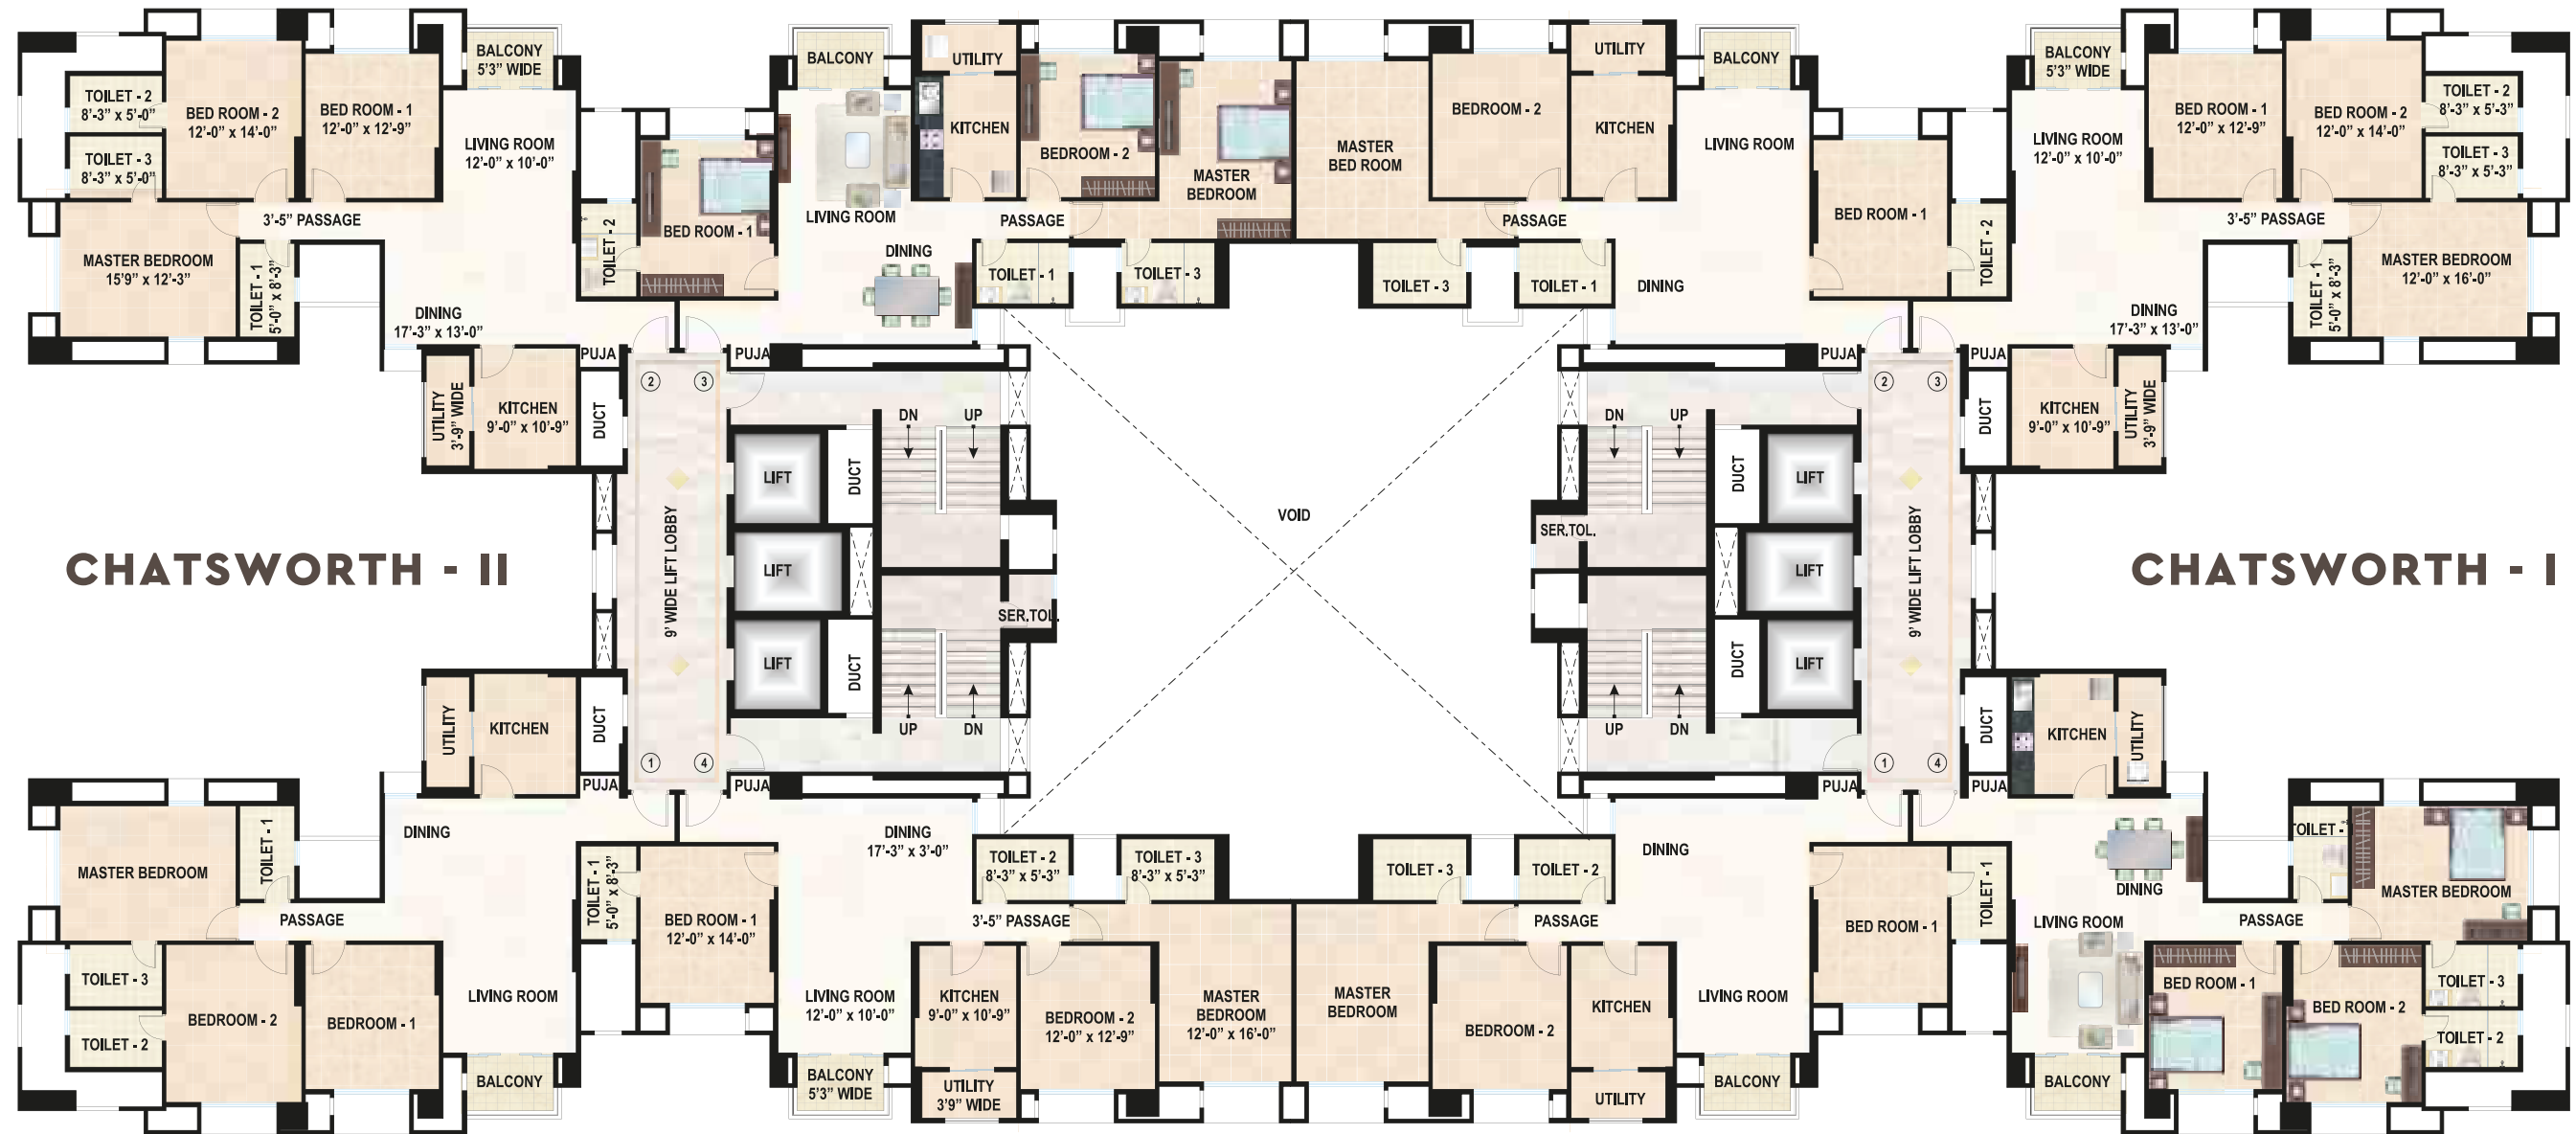 BALCONY
5'3" WIDE
TOILET - 2
8'-3" x 5'-0"
BED ROOM - 2
12'-0" x 14'-0"
BED ROOM - 1
12'-0" x 12'-9"
LIVING ROOM
12'-0" x 10'-0"
TOILET - 3
8'-3" x 5'-0"
3'-5" PASSAGE
MASTER BEDROOM
15'9" x 12'-3"
TOILET - 1
5'-0" x 8'-3"
DINING
17'-3" x 13'-0"
PUJA
UTILITY
3'-9" WIDE
KITCHEN
9'-0" x 10'-9"
DUCT
TOILET - 2
BED ROOM - 1
BALCONY
LIVING ROOM
DINING
UTILITY
KITCHEN
BEDROOM - 2
MASTER
BEDROOM
PASSAGE
TOILET - 1
TOILET - 3
PUJA
MASTER
BED ROOM
BEDROOM - 2
UTILITY
KITCHEN
BALCONY
LIVING ROOM
PASSAGE
TOILET - 3
TOILET - 1
DINING
BED ROOM - 1
TOILET - 2
PUJA
BALCONY
5'3" WIDE
LIVING ROOM
12'-0" x 10'-0"
BED ROOM - 1
12'-0" x 12'-9"
BED ROOM - 2
12'-0" x 14'-0"
TOILET - 2
8'-3" x 5'-3"
TOILET - 3
8'-3" x 5'-3"
3'-5" PASSAGE
MASTER BEDROOM
12'-0" x 16'-0"
TOILET - 1
5'-0" x 8'-3"
DINING
17'-3" x 13'-0"
PUJA
DUCT
KITCHEN
9'-0" x 10'-9"
UTILITY
3'-9" WIDE
2
3
DN
UP
LIFT
DUCT
9' WIDE LIFT LOBBY
LIFT
SER.TOL.
LIFT
DUCT
UP
DN
1
4
CHATSWORTH - II
VOID
DN
UP
DUCT
LIFT
2
3
SER.TOL.
LIFT
9' WIDE LIFT LOBBY
DUCT
LIFT
UP
DN
1
4
CHATSWORTH - I
UTILITY
KITCHEN
DUCT
PUJA
DINING
MASTER BEDROOM
TOILET - 1
PASSAGE
TOILET - 3
TOILET - 2
BEDROOM - 2
BEDROOM - 1
LIVING ROOM
BALCONY
PUJA
TOILET - 1
5'-0" x 8'-3"
BED ROOM - 1
12'-0" x 14'-0"
DINING
17'-3" x 3'-0"
TOILET - 2
8'-3" x 5'-3"
TOILET - 3
8'-3" x 5'-3"
3'-5" PASSAGE
LIVING ROOM
12'-0" x 10'-0"
KITCHEN
9'-0" x 10'-9"
BEDROOM - 2
12'-0" x 12'-9"
MASTER
BEDROOM
12'-0" x 16'-0"
BALCONY
5'3" WIDE
UTILITY
3'9" WIDE
TOILET - 3
TOILET - 2
DINING
PUJA
PASSAGE
MASTER
BEDROOM
BEDROOM - 2
KITCHEN
UTILITY
LIVING ROOM
BALCONY
BED ROOM - 1
TOILET - 1
DUCT
KITCHEN
UTILITY
PUJA
DINING
TOILET -
MASTER BEDROOM
LIVING ROOM
PASSAGE
BED ROOM - 1
BED ROOM - 2
TOILET - 3
TOILET - 2
BALCONY